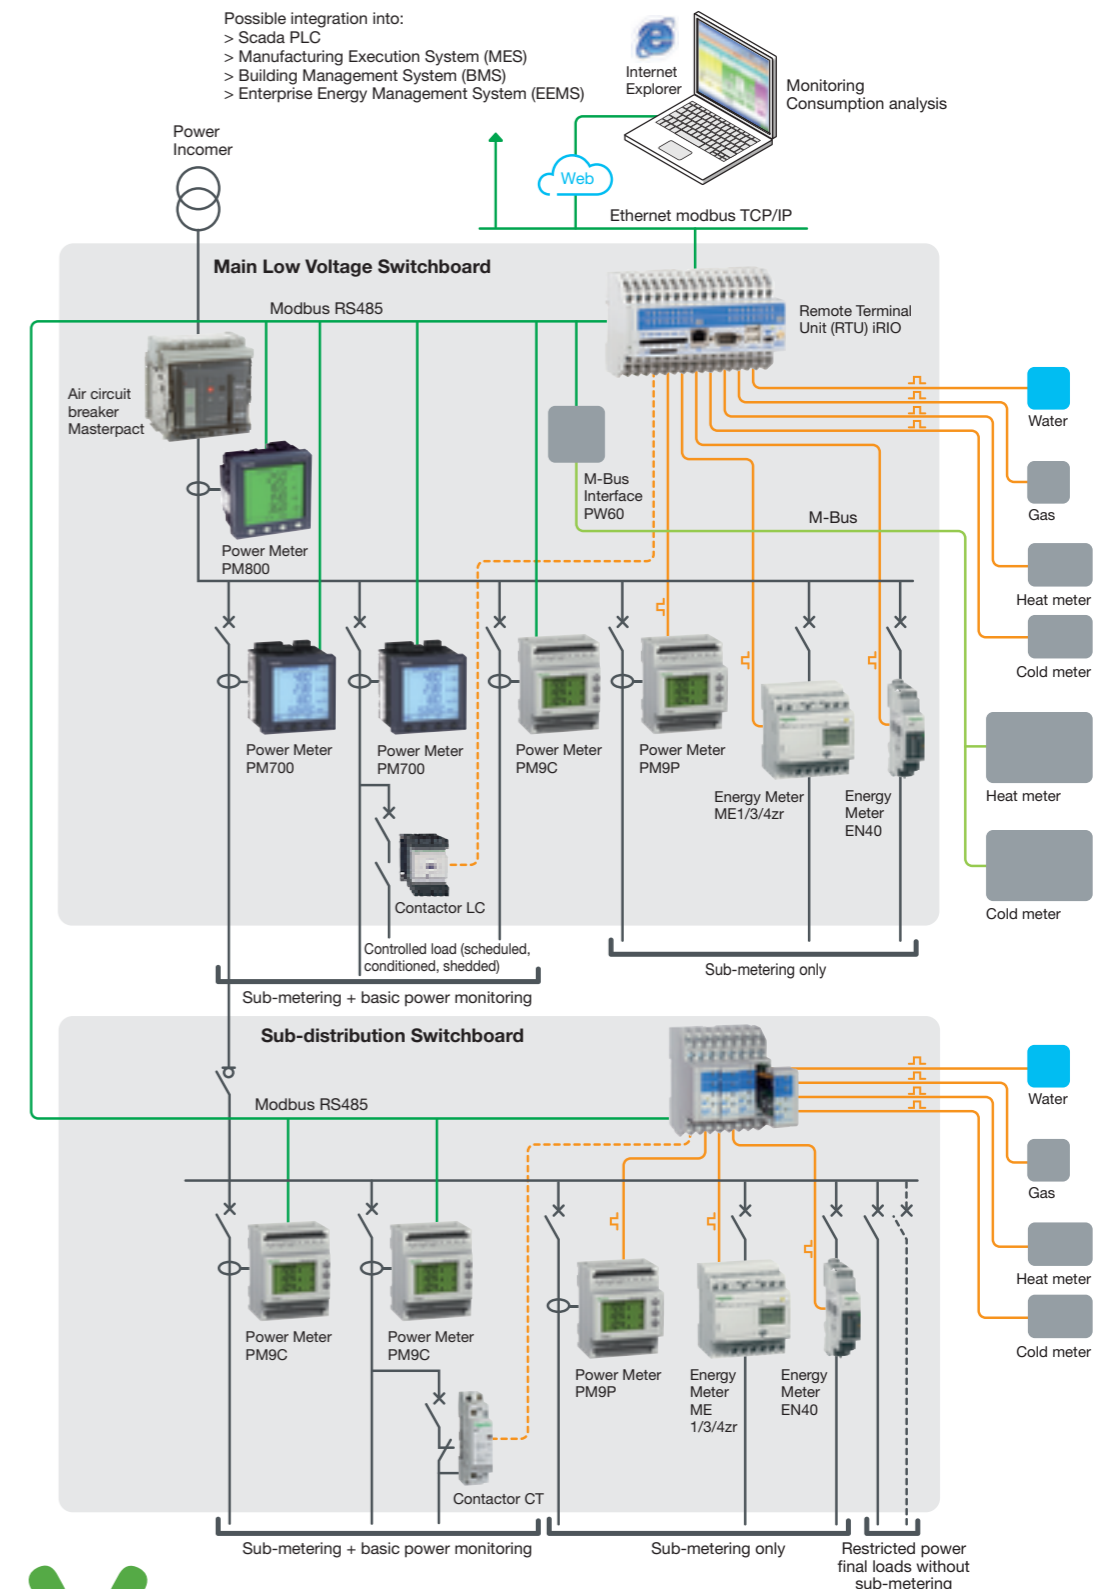 Possible integration into:
> Scada PLC
> Manufacturing Execution System (MES)
> Building Management System (BMS)
> Enterprise Energy Management System (EEMS)
Internet
Explorer
Monitoring
Consumption analysis
Power
Incomer
Web
Ethernet modbus TCP/IP
Main Low Voltage Switchboard
Modbus RS485
Remote Terminal
Unit (RTU) iRIO
Air circuit
breaker
Masterpact
Water
M-Bus
Interface
PW60
M-Bus
Gas
Power Meter
PM800
Heat meter
Cold meter
Power Meter
PM700
Power Meter
PM700
Power Meter
PM9C
Power Meter
PM9P
Energy Meter
ME1/3/4zr
Energy
Meter
EN40
Heat meter
Contactor LC
Cold meter
Controlled load (scheduled,
conditioned, shedded)
Sub-metering only
Sub-metering + basic power monitoring
Sub-distribution Switchboard
Modbus RS485
Water
Gas
Heat meter
Cold meter
Power Meter
PM9C
Power Meter
PM9C
Power Meter
PM9P
Energy
Meter
ME
1/3/4zr
Energy
Meter
EN40
Contactor CT
Sub-metering + basic power monitoring
Sub-metering only
Restricted power
final loads without
sub-metering